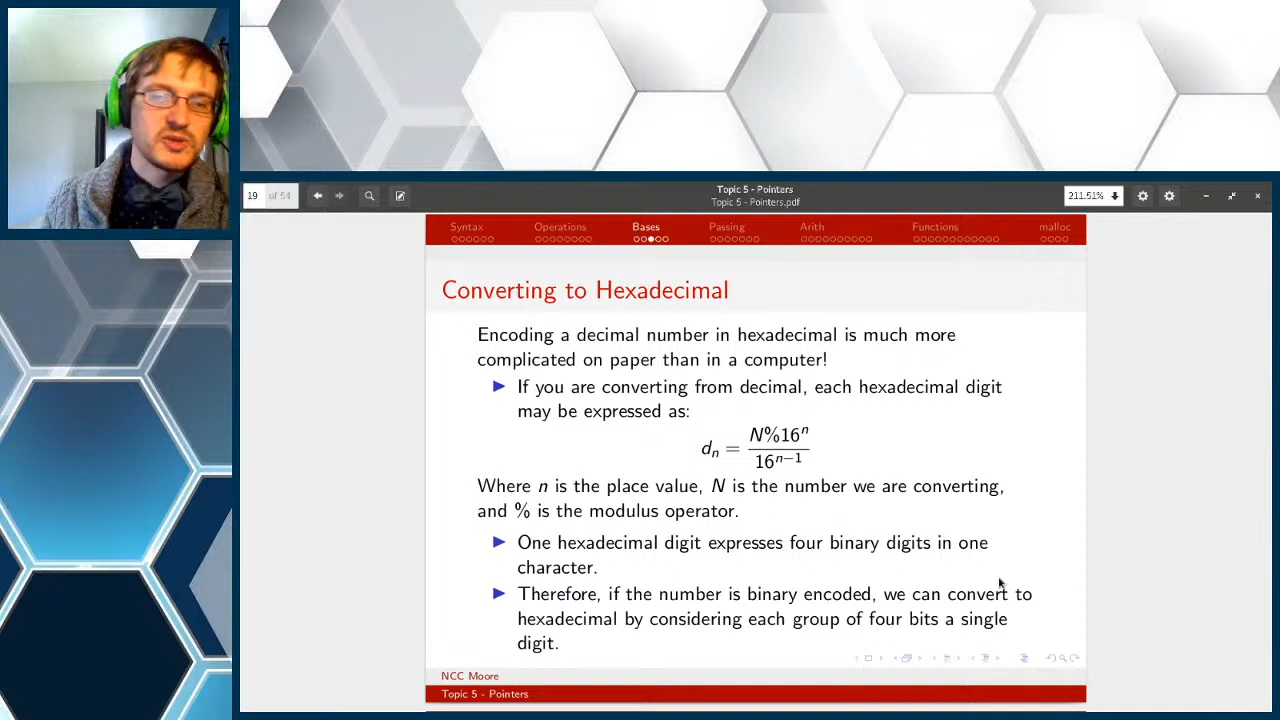 19 of 54
Topic 5 - Pointers
Topic 5 - Pointers.pdf
211.51%
Syntax Operations Bases Passing Arith Functions malloc
Converting to Hexadecimal
Encoding a decimal number in hexadecimal is much more
complicated on paper than in a computer!
If you are converting from decimal, each hexadecimal digit
may be expressed as:
dₙ = N%16ⁿ / 16ⁿ⁻¹
Where n is the place value, N is the number we are converting,
and % is the modulus operator.
One hexadecimal digit expresses four binary digits in one
character.
Therefore, if the number is binary encoded, we can convert to
hexadecimal by considering each group of four bits a single
digit.
NCC Moore
Topic 5 - Pointers